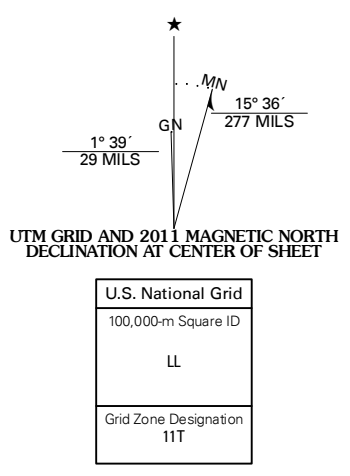 ★
MN
GN
15° 36´
277 MILS
1° 39´
29 MILS
UTM GRID AND 2011 MAGNETIC NORTH
DECLINATION AT CENTER OF SHEET
U.S. National Grid
100,000-m Square ID
LL
Grid Zone Designation
11T